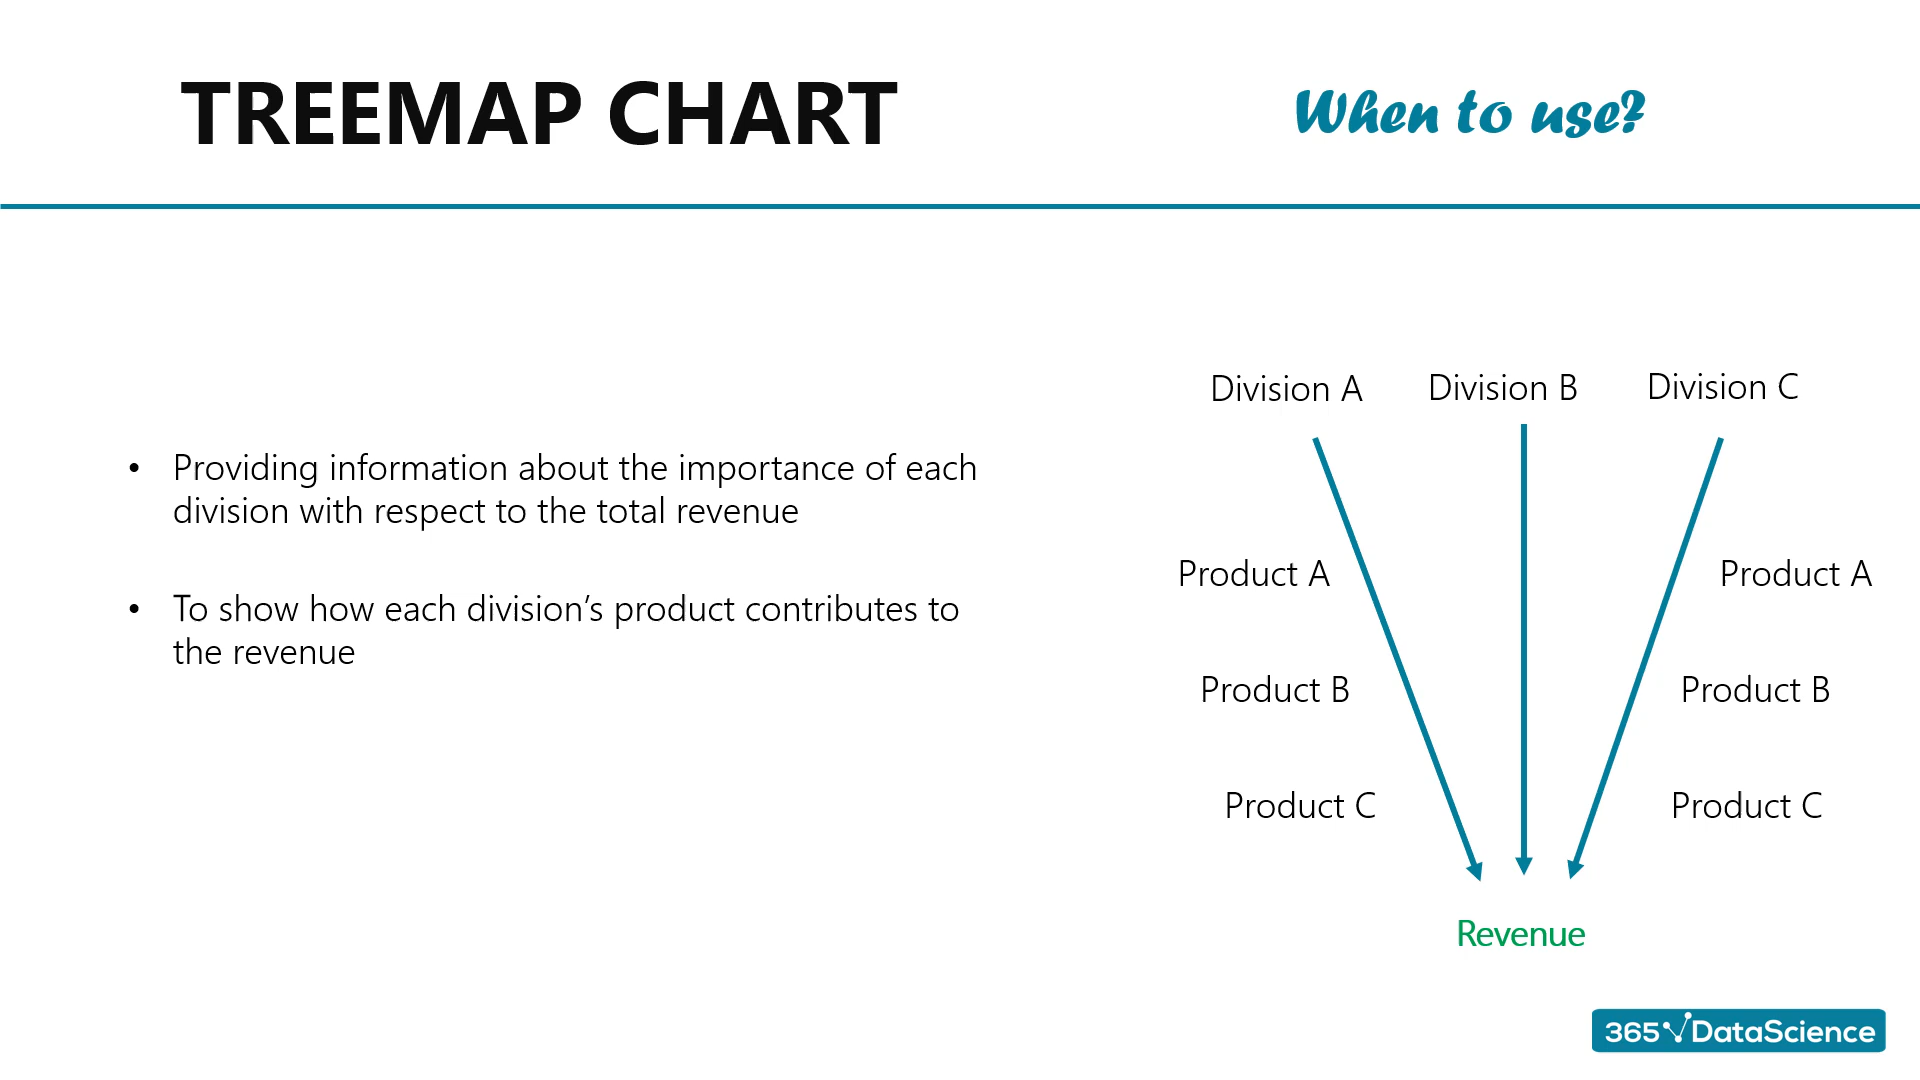 TREEMAP CHART
When to use?
• Providing information about the importance of each
division with respect to the total revenue
• To show how each division’s product contributes to
the revenue
Division A Division B Division C
Product A Product A
Product B Product B
Product C Product C
Revenue
365 DataScience